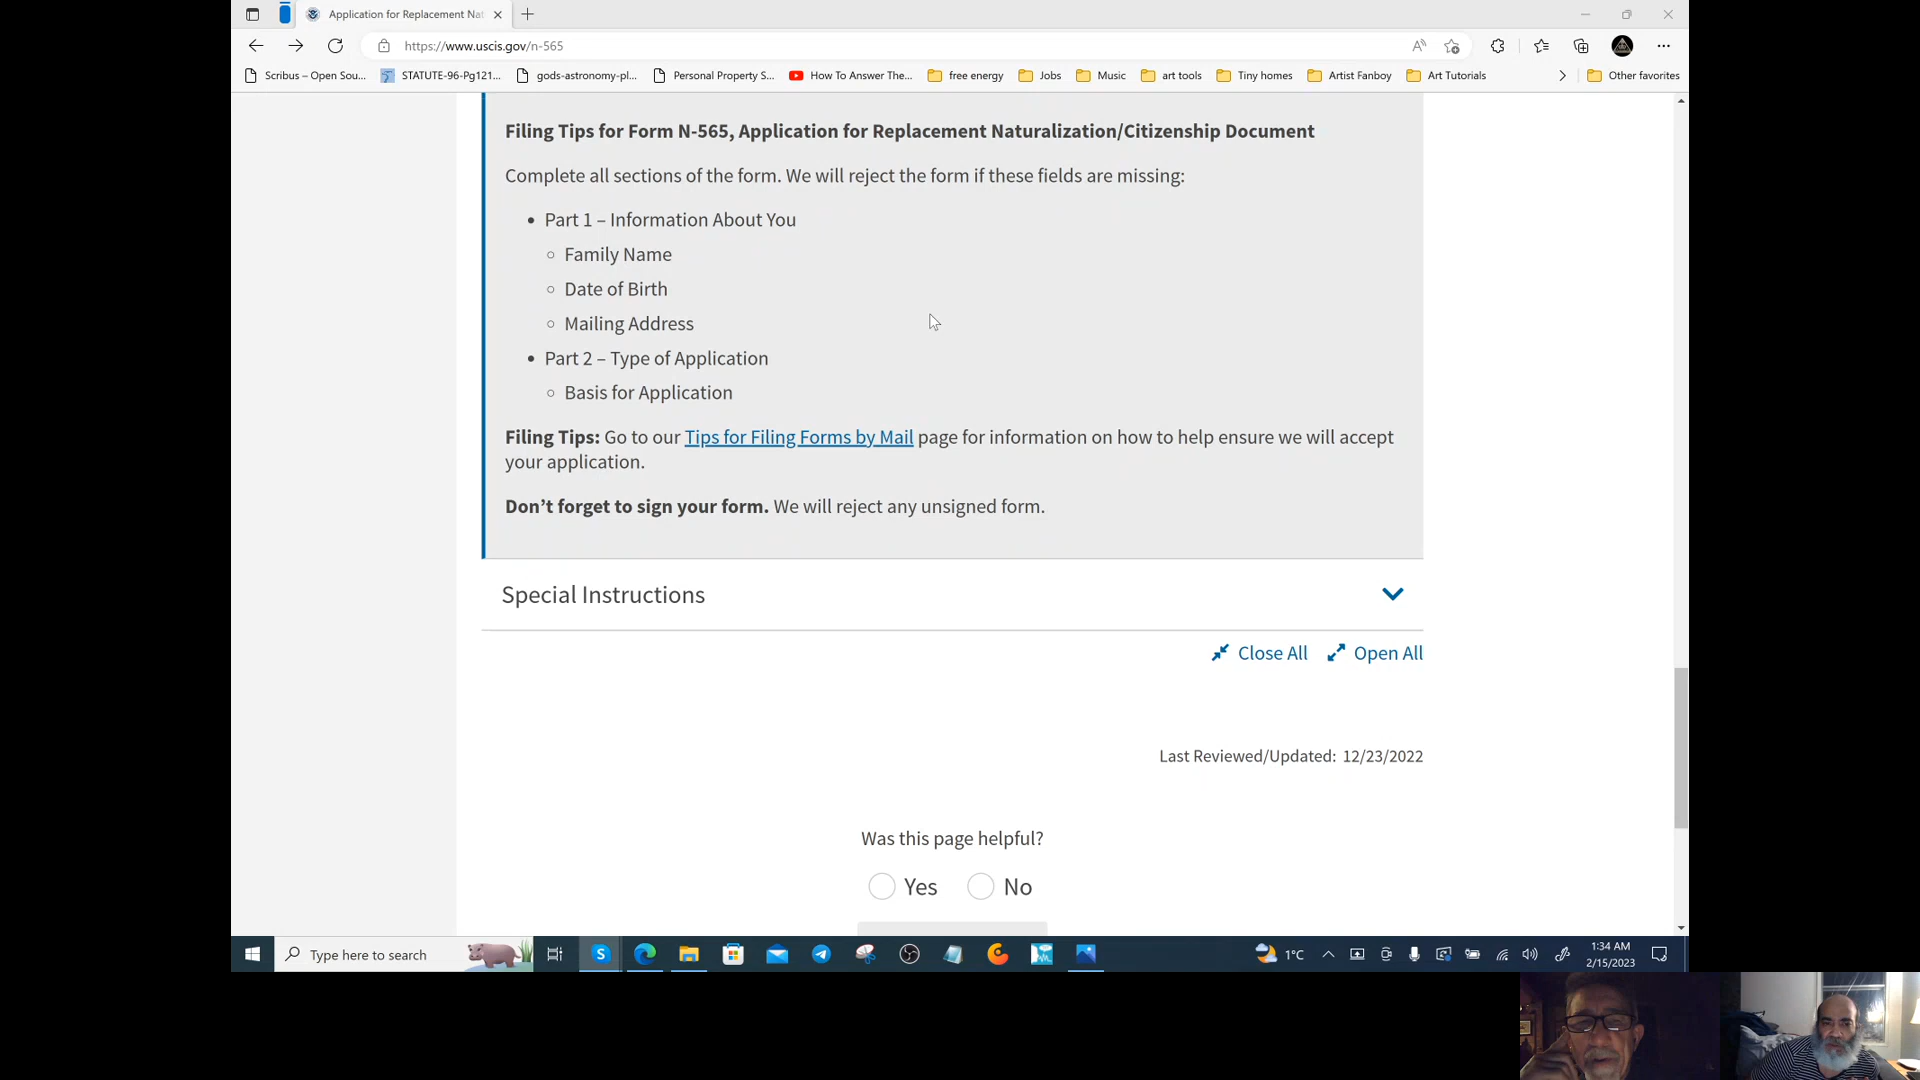 Application for Replacement Nat
https://www.uscis.gov/n-565
Scribus – Open Sou... STATUTE-96-Pg121... gods-astronomy-pl... Personal Property S... How To Answer The... free energy Jobs Music art tools Tiny homes Artist Fanboy Art Tutorials Other favorites
Filing Tips for Form N-565, Application for Replacement Naturalization/Citizenship Document
Complete all sections of the form. We will reject the form if these fields are missing:
• Part 1 – Information About You
○ Family Name
○ Date of Birth
○ Mailing Address
• Part 2 – Type of Application
○ Basis for Application
Filing Tips: Go to our Tips for Filing Forms by Mail page for information on how to help ensure we will accept
your application.
Don’t forget to sign your form. We will reject any unsigned form.
Special Instructions
Close All Open All
Last Reviewed/Updated: 12/23/2022
Was this page helpful?
Yes No
Type here to search
1°C
1:34 AM
2/15/2023